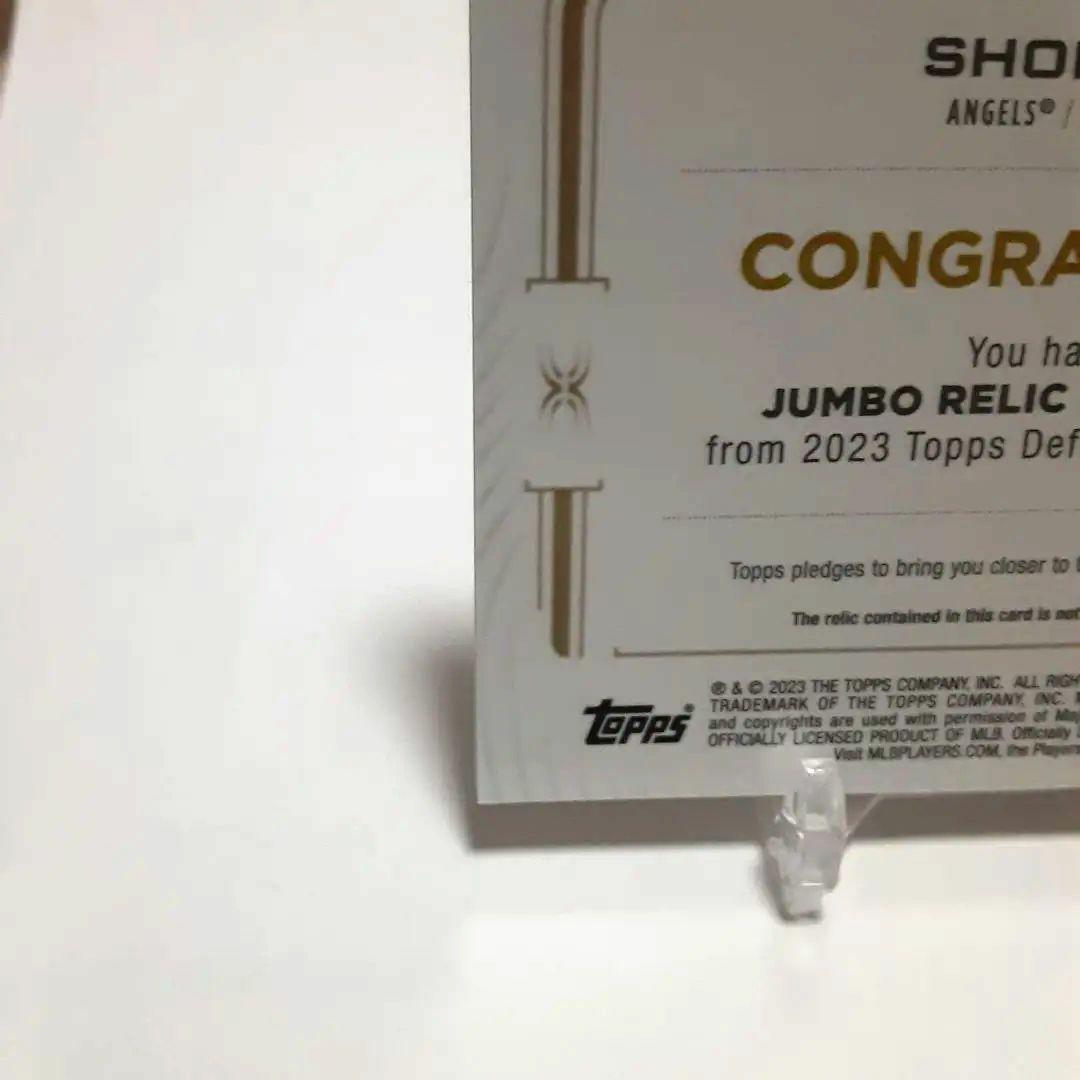 SHO
ANGELS® /
CONGRA
You ha
JUMBO RELIC
from 2023 Topps Def
Topps pledges to bring you closer to t
The relic contained in this card is not
® & © 2023 THE TOPPS COMPANY, INC. ALL RIGH
TOPPS®
TRADEMARK OF THE TOPPS COMPANY, INC. M
and copyrights are used with permission of Maj
OFFICIALLY LICENSED PRODUCT OF MLB. Officially
Visit MLBPLAYERS.COM, the Players